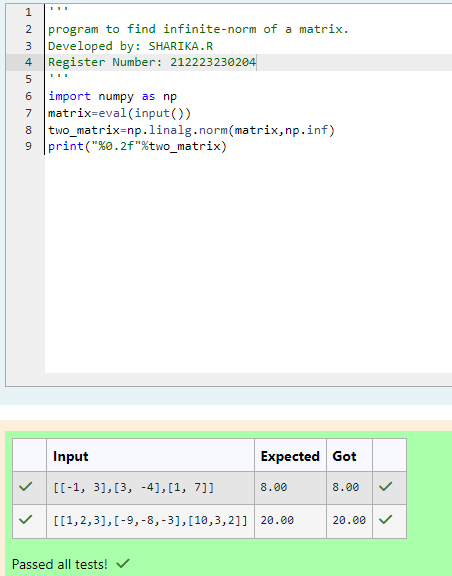 1 '''
2 program to find infinite-norm of a matrix.
3 Developed by: SHARIKA.R
4 Register Number: 212223230204
5 '''
6 import numpy as np
7 matrix=eval(input())
8 two_matrix=np.linalg.norm(matrix,np.inf)
9 print("%0.2f"%two_matrix)
Input Expected Got
[[-1, 3],[3, -4],[1, 7]] 8.00 8.00
[[1,2,3],[-9,-8,-3],[10,3,2]] 20.00 20.00
Passed all tests!